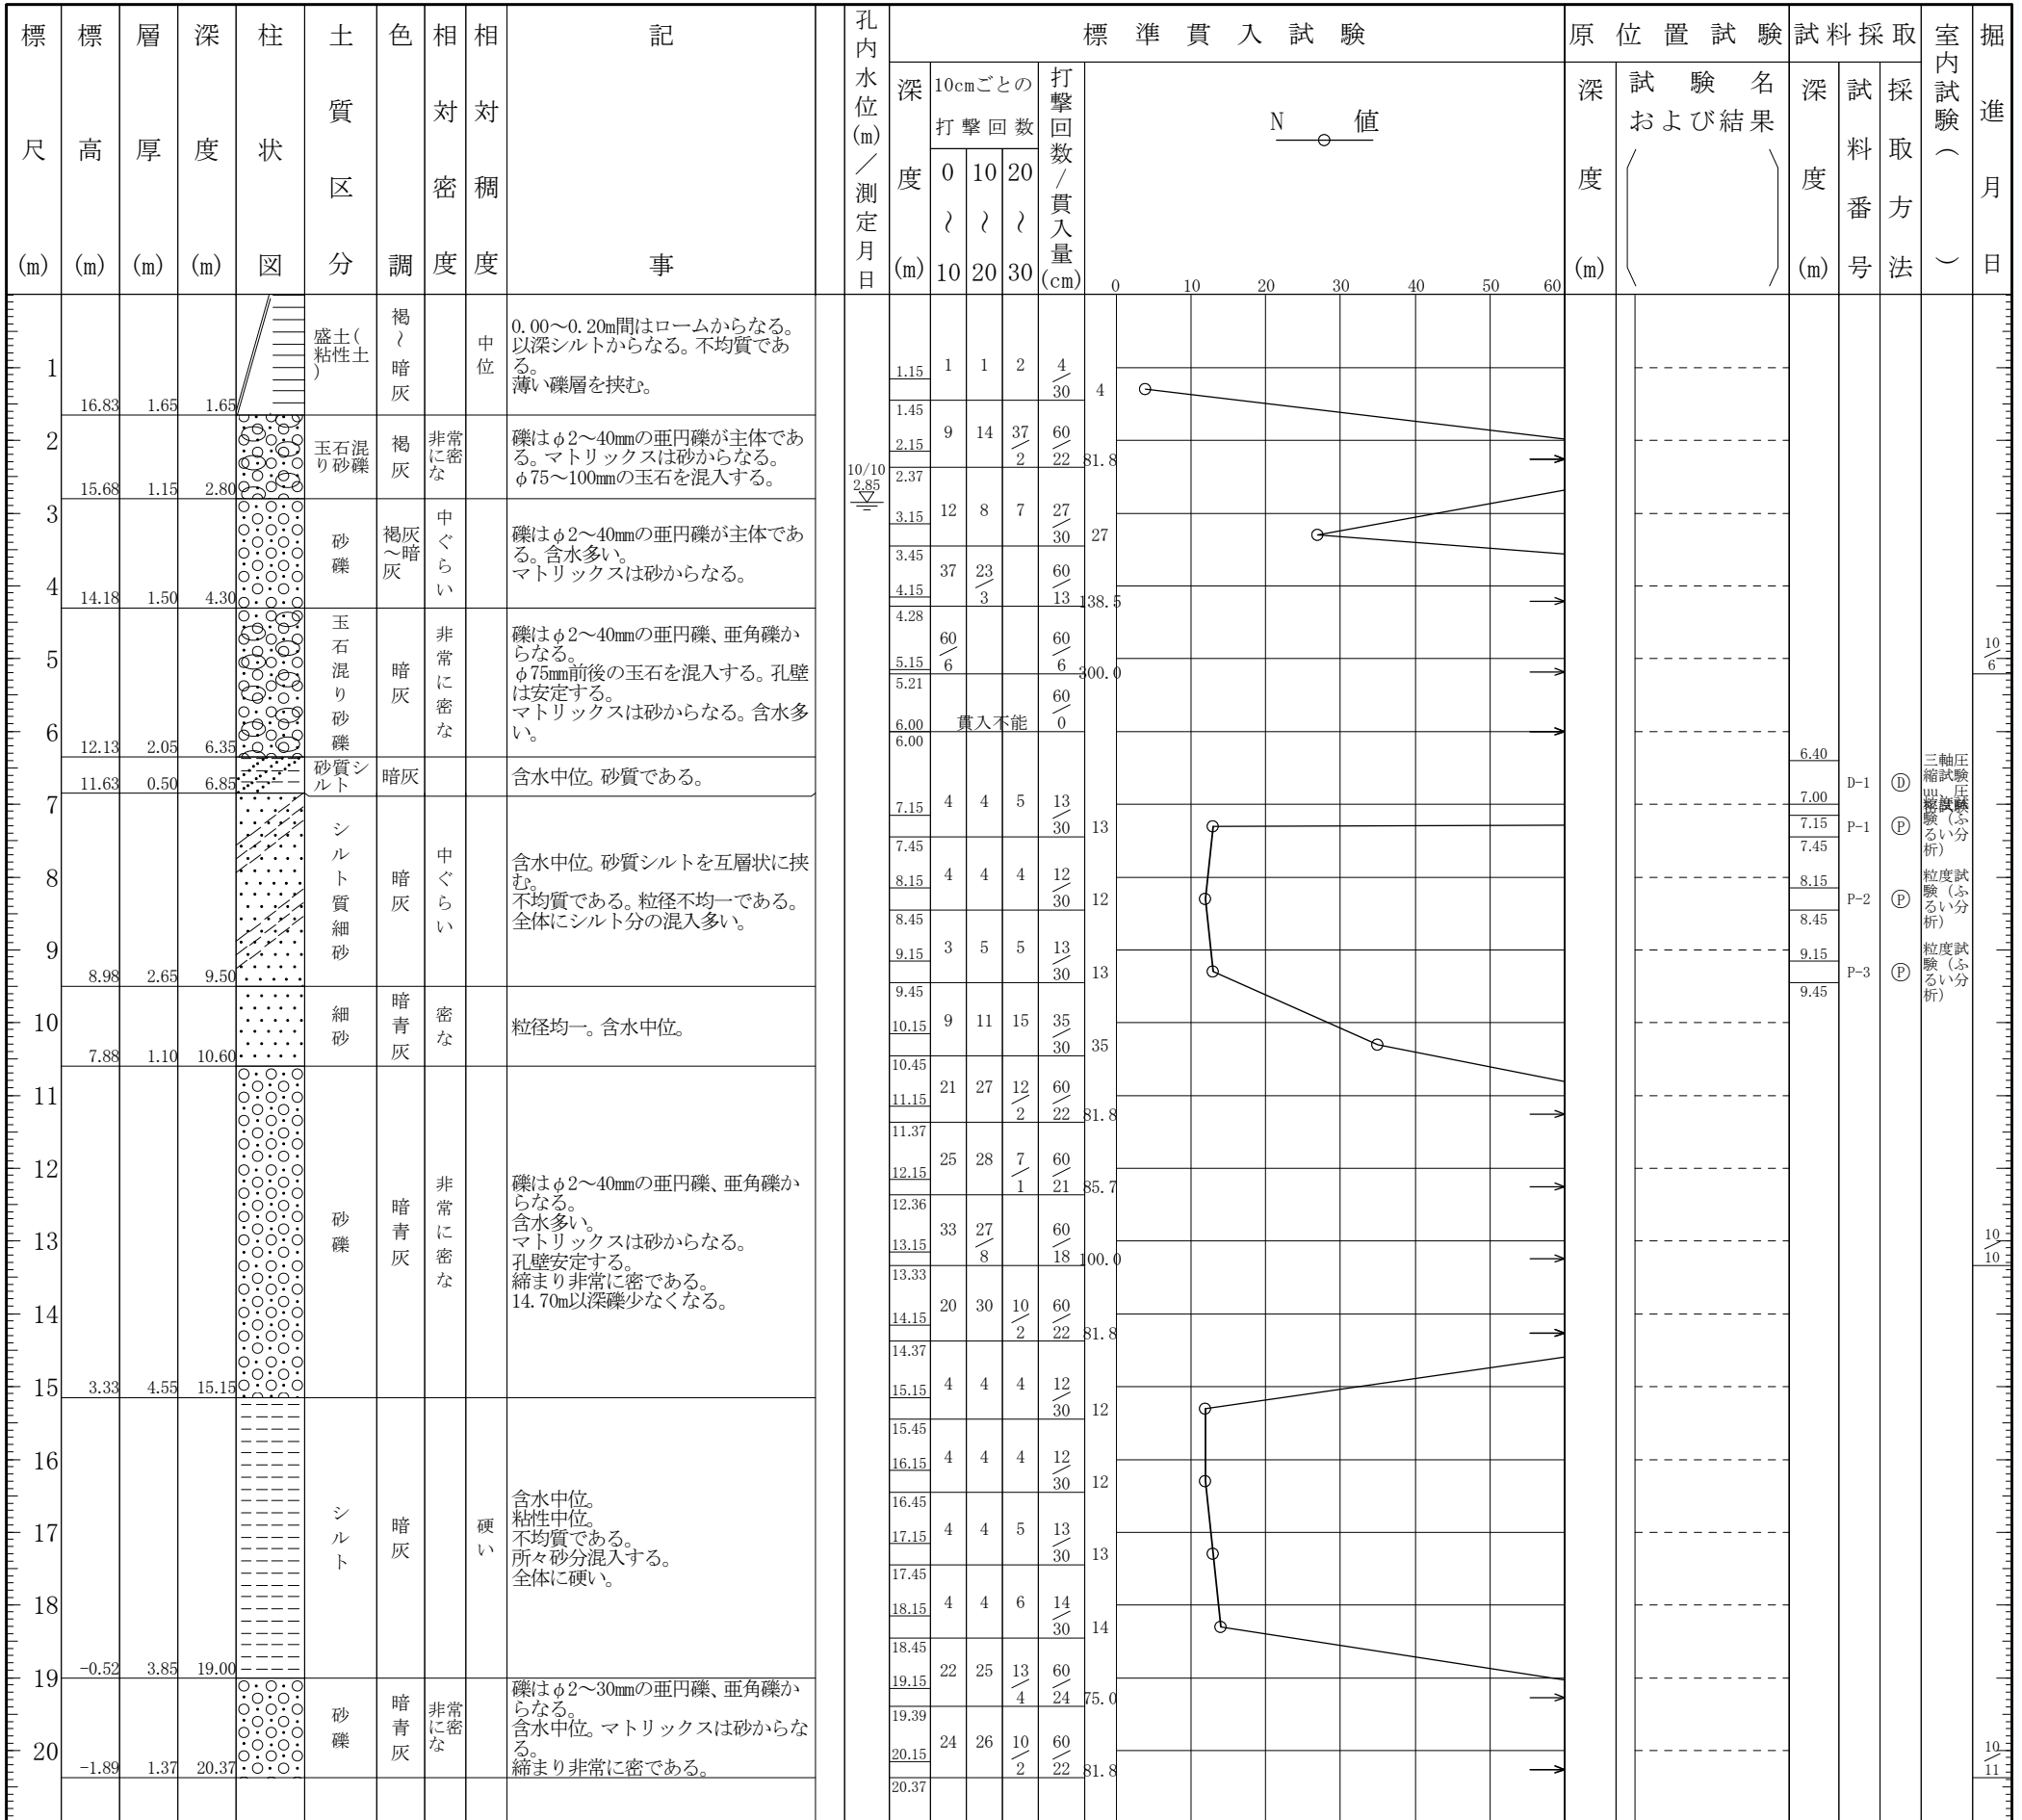 標尺(m)
標高(m)
層厚(m)
深度(m)
柱状図
土質区分
色調
相対密度
相対稠度
記事
孔内水位(m)／測定月日
標準貫入試験
深度(m)
10cmごとの
打撃回数
0〜10
10〜20
20〜30
打撃回数/貫入量(cm)
N値
0 10 20 30 40 50 60
原位置試験
深度(m)
試験名
および結果
試料採取
深度(m)
試料番号
採取方法
室内試験（ ）
掘進月日
1
16.83 1.65 1.65
盛土(
粘性土
)
褐〜暗灰
中位
0.00〜0.20m間はロームからなる。
以深シルトからなる。不均質であ
る。
薄い礫層を挟む。
2
15.68 1.15 2.80
玉石混
り砂礫
褐灰
非常
に密
な
礫はφ2〜40mmの亜円礫が主体であ
る。マトリックスは砂からなる。
φ75〜100mmの玉石を混入する。
10/10
2.85
3
4
14.18 1.50 4.30
砂礫
褐灰
〜暗
灰
中ぐらい
礫はφ2〜40mmの亜円礫が主体であ
る。含水多い。
マトリックスは砂からなる。
5
6
12.13 2.05 6.35
玉石混り砂礫
暗灰
非常に密な
礫はφ2〜40mmの亜円礫、亜角礫か
らなる。
φ75mm前後の玉石を混入する。孔壁
は安定する。
マトリックスは砂からなる。含水多
い。
11.63 0.50 6.85
砂質シ
ルト
暗灰
含水中位。砂質である。
7
8
9
8.98 2.65 9.50
シルト質細砂
暗灰
中ぐらい
含水中位。砂質シルトを互層状に挟
む。
不均質である。粒径不均一である。
全体にシルト分の混入多い。
10
7.88 1.10 10.60
細砂
暗青灰
密な
粒径均一。含水中位。
11
12
13
14
15
3.33 4.55 15.15
砂礫
暗青灰
非常に密な
礫はφ2〜40mmの亜円礫、亜角礫か
らなる。
含水多い。
マトリックスは砂からなる。
孔壁安定する。
締まり非常に密である。
14.70m以深礫少なくなる。
16
17
18
19
-0.52 3.85 19.00
シルト
暗灰
硬い
含水中位。
粘性中位。
不均質である。
所々砂分混入する。
全体に硬い。
20
-1.89 1.37 20.37
砂礫
暗青灰
非常
に密
な
礫はφ2〜30mmの亜円礫、亜角礫か
らなる。
含水中位。マトリックスは砂からな
る。
締まり非常に密である。
1.15 1 1 2 4/30 4
1.45
2.15 9 14 37/2 60/22 81.8
2.37
3.15 12 8 7 27/30 27
3.45
4.15 37 23/3 60/13 138.5
4.28
5.15 60/6 60/6 300.0
5.21
6.00 貫入不能 60/0
6.00
7.15 4 4 5 13/30 13
7.45
8.15 4 4 4 12/30 12
8.45
9.15 3 5 5 13/30 13
9.45
10.15 9 11 15 35/30 35
10.45
11.15 21 27 12/2 60/22 81.8
11.37
12.15 25 28 7/1 60/21 85.7
12.36
13.15 33 27/8 60/18 100.0
13.33
14.15 20 30 10/2 60/22 81.8
14.37
15.15 4 4 4 12/30 12
15.45
16.15 4 4 4 12/30 12
16.45
17.15 4 4 5 13/30 13
17.45
18.15 4 4 6 14/30 14
18.45
19.15 22 25 13/4 60/24 75.0
19.39
20.15 24 26 10/2 60/22 81.8
20.37
6.40
7.00
D-1 Ⓓ
三軸圧
縮試験
uu、圧
7.15
7.45
P-1 Ⓟ
験（ふ
るい分
析）
8.15
8.45
P-2 Ⓟ
粒度試
験（ふ
るい分
析）
9.15
9.45
P-3 Ⓟ
粒度試
験（ふ
るい分
析）
10/6
10/10
10/11